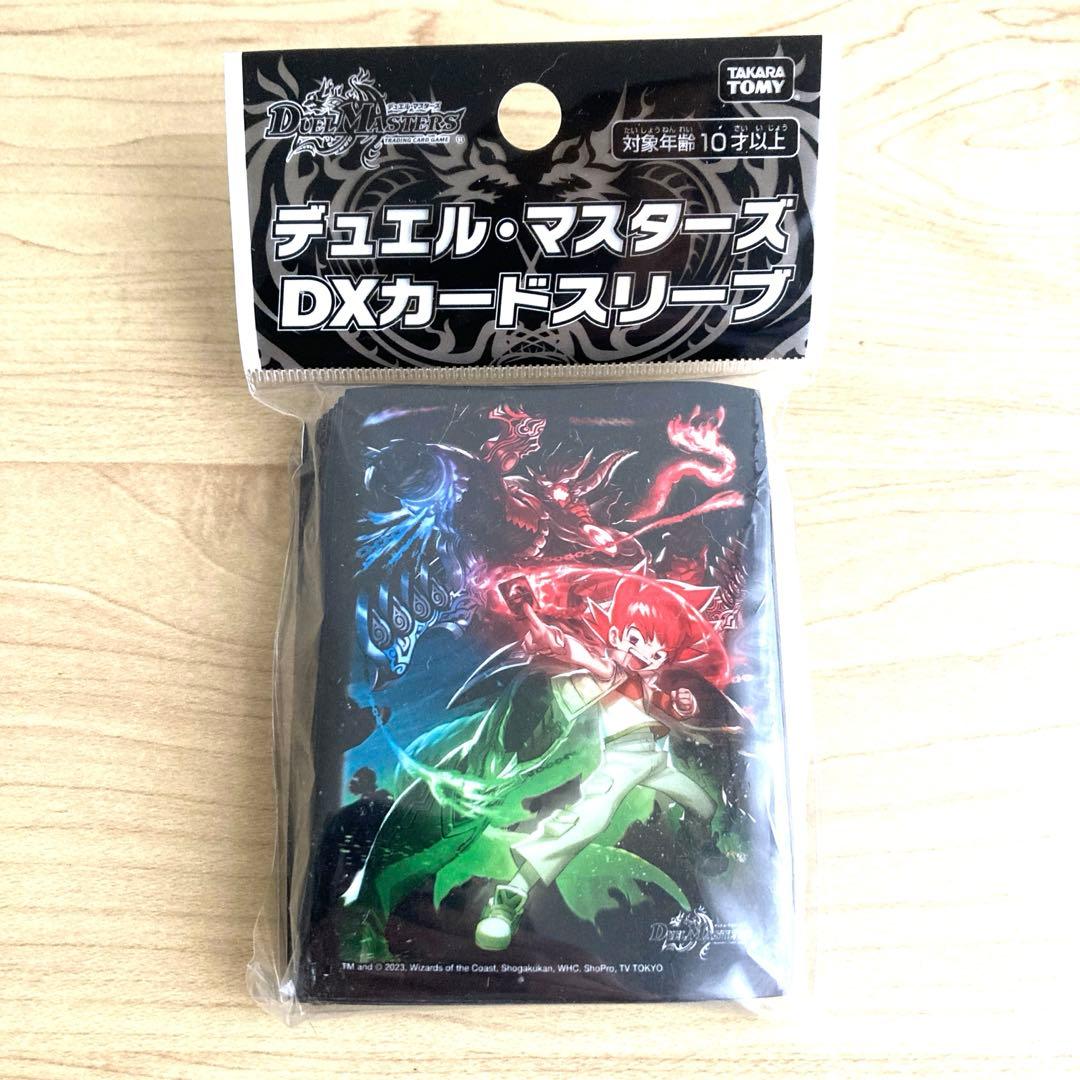 デュエル・マスターズ
DUEL MASTERS
TRADING CARD GAME ®
TAKARA TOMY
たいしょうねんれい さいいじょう
対象年齢10才以上
デュエル・マスターズ
DXカードスリーブ
DUEL MASTERS
TM and © 2023, Wizards of the Coast, Shogakukan, WHC, ShoPro, TV TOKYO